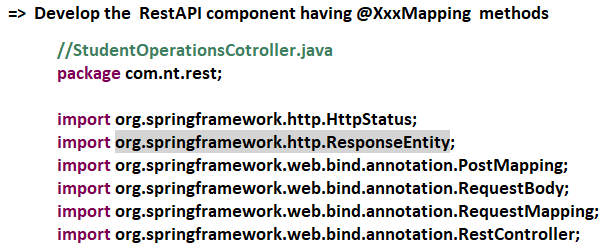 => Develop the RestAPI component having @XxxMapping methods
//StudentOperationsCotroller.java
package com.nt.rest;
import org.springframework.http.HttpStatus;
import org.springframework.http.ResponseEntity;
import org.springframework.web.bind.annotation.PostMapping;
import org.springframework.web.bind.annotation.RequestBody;
import org.springframework.web.bind.annotation.RequestMapping;
import org.springframework.web.bind.annotation.RestController;